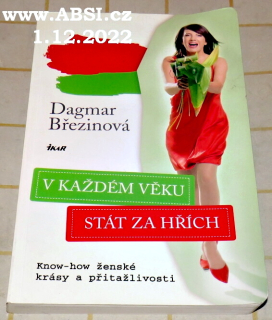 www.ABSI.cz
1.12.2022
Dagmar
Březinová
IKAR
V KAŽDÉM VĚKU
STÁT ZA HŘÍCH
Know-how ženské
krásy a přitažlivosti